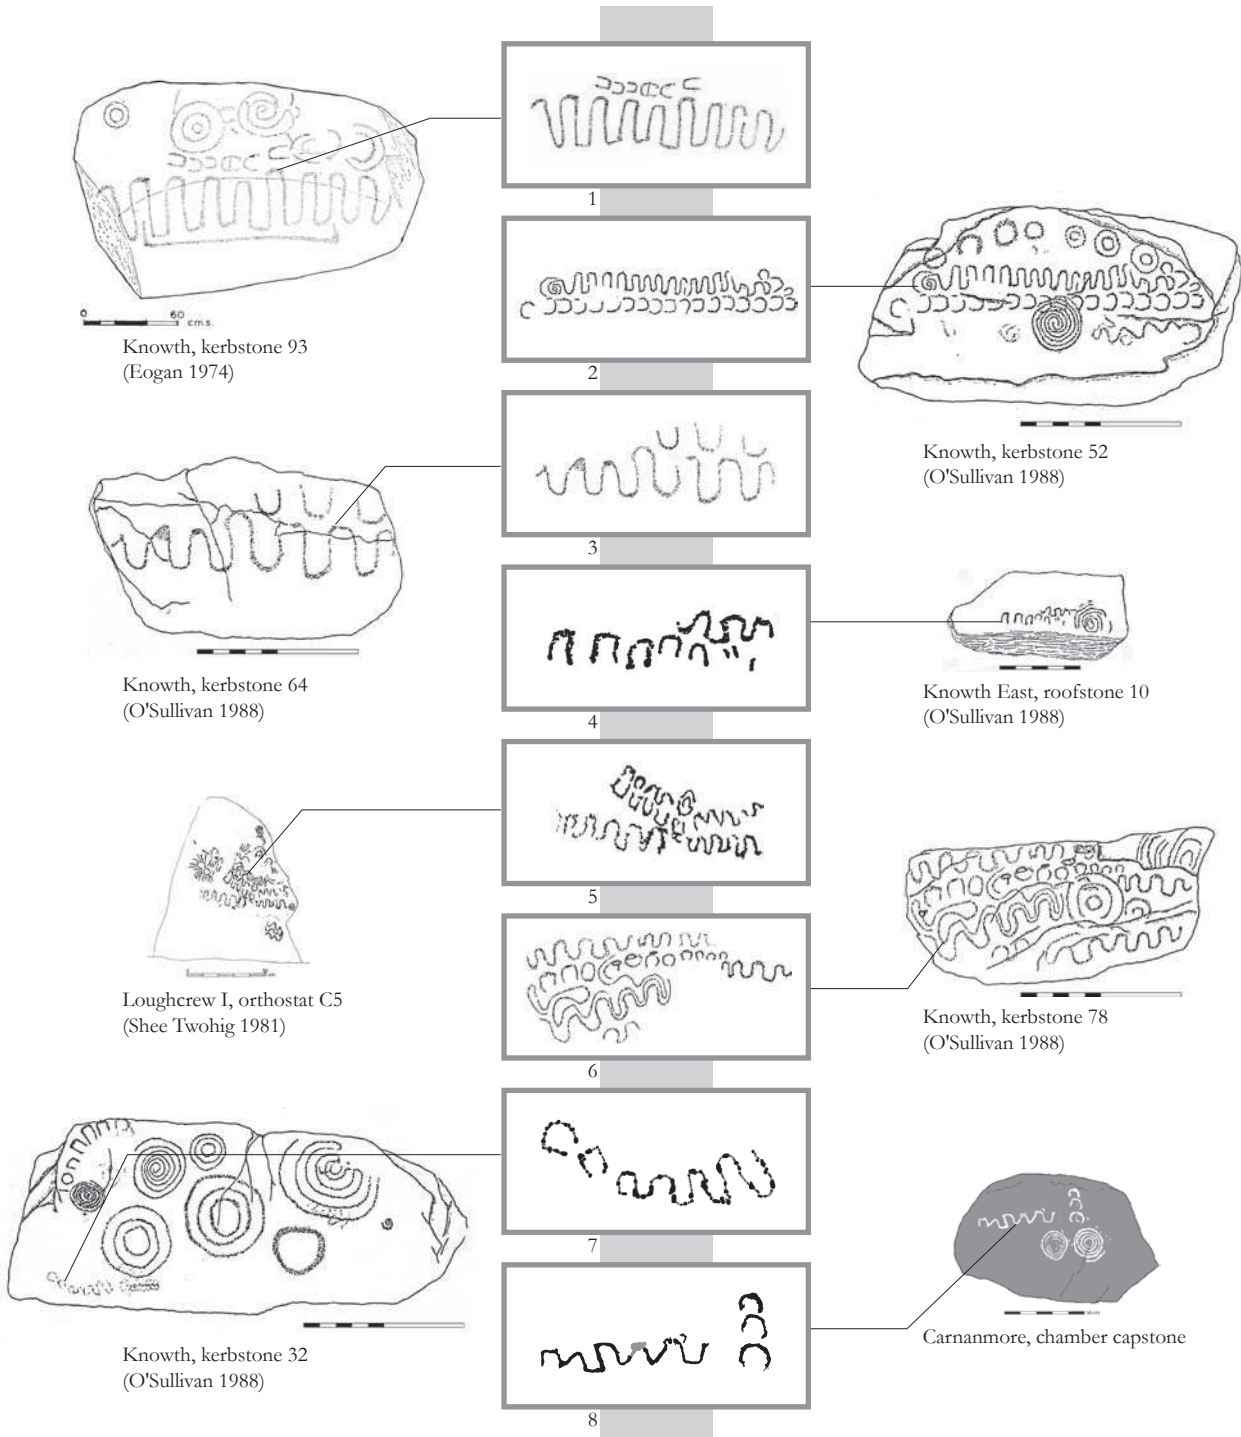 1
0 60
cms.
Knowth, kerbstone 93
(Eogan 1974)
2
Knowth, kerbstone 52
(O'Sullivan 1988)
3
Knowth, kerbstone 64
(O'Sullivan 1988)
4
Knowth East, roofstone 10
(O'Sullivan 1988)
5
Loughcrew I, orthostat C5
(Shee Twohig 1981)
6
Knowth, kerbstone 78
(O'Sullivan 1988)
7
Knowth, kerbstone 32
(O'Sullivan 1988)
8
Carnanmore, chamber capstone